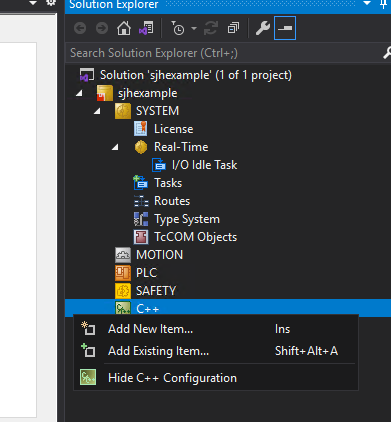 Solution Explorer
Search Solution Explorer (Ctrl+;)
Solution 'sjhexample' (1 of 1 project)
sjhexample
SYSTEM
License
Real-Time
I/O Idle Task
Tasks
Routes
Type System
TcCOM Objects
MOTION
PLC
SAFETY
C++
Add New Item... Ins
Add Existing Item... Shift+Alt+A
Hide C++ Configuration